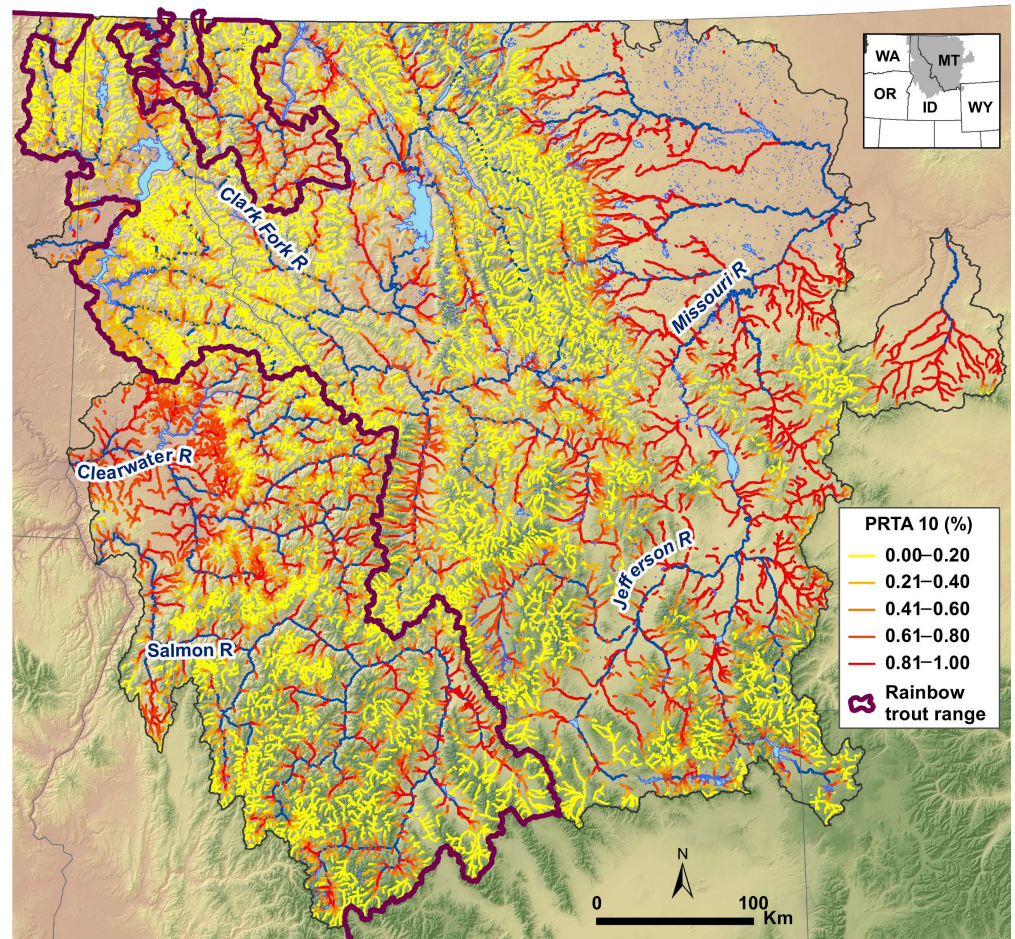 WA
MT
OR
ID
WY
Clark Fork R
Missouri R
Clearwater R
Jefferson R
Salmon R
PRTA 10 (%)
0.00–0.20
0.21–0.40
0.41–0.60
0.61–0.80
0.81–1.00
Rainbow
trout range
N
0
100
Km